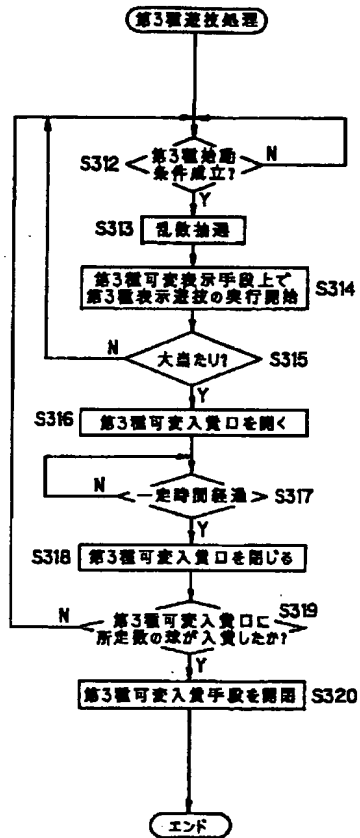 第3種遊技処理
S312
第3種始動
条件成立?
N
Y
S313
乱数抽選
第3種可変表示手段上で
第3種表示遊技の実行開始
S314
N
大当たり?
S315
Y
S316
第3種可変入賞口を開く
N
一定時間経過
S317
Y
S318
第3種可変入賞口を閉じる
N
第3種可変入賞口に
所定数の球が入賞したか?
S319
Y
第3種可変入賞手段を開閉
S320
エンド